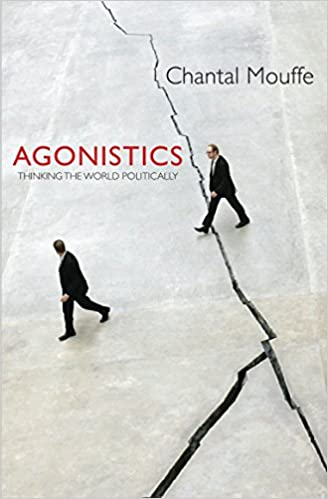 Chantal Mouffe
AGONISTICS
THINKING THE WORLD POLITICALLY